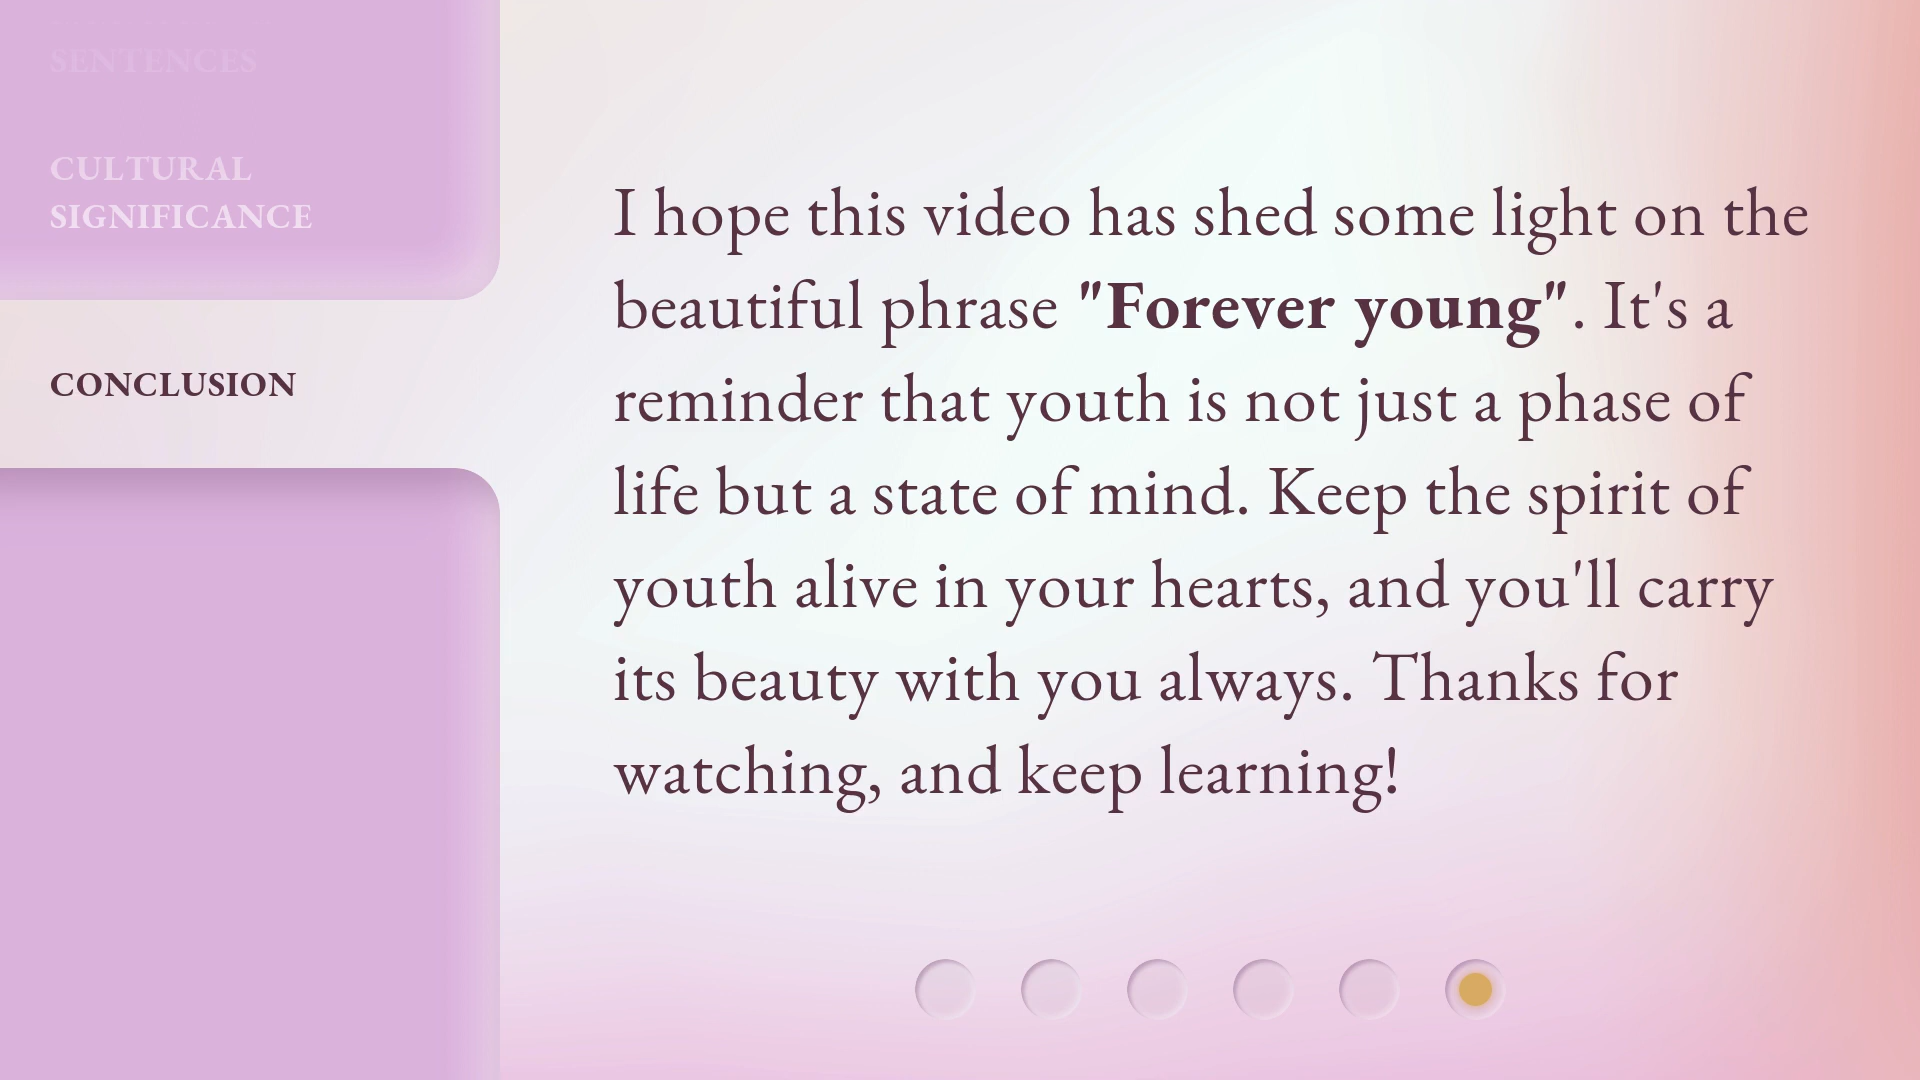 SENTENCES
CULTURAL
SIGNIFICANCE
CONCLUSION
I hope this video has shed some light on the
beautiful phrase "Forever young". It's a
reminder that youth is not just a phase of
life but a state of mind. Keep the spirit of
youth alive in your hearts, and you'll carry
its beauty with you always. Thanks for
watching, and keep learning!